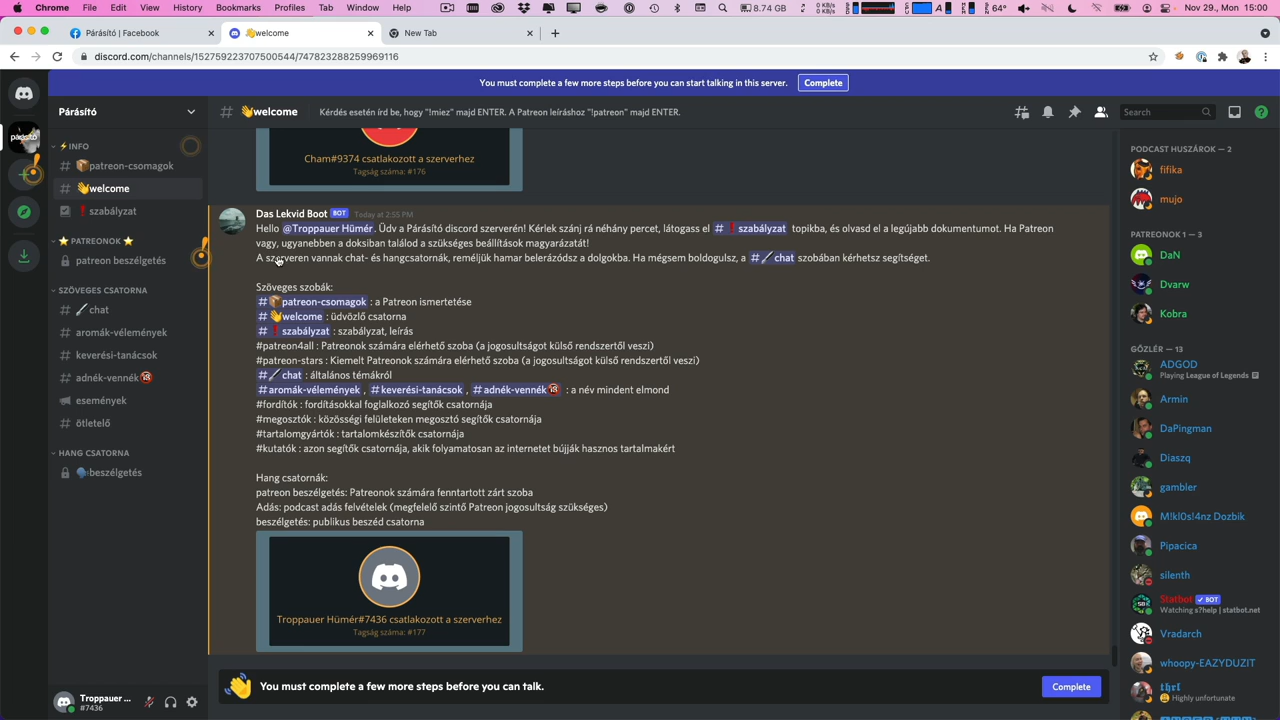 Chrome File Edit View History Bookmarks Profiles Tab Window Help
8.74 GB 0 KB/s 0 KB/s 64° Nov 29., Mon 15:00
Párásító | Facebook
👋welcome
New Tab
discord.com/channels/152759223707500544/747823288259969116
You must complete a few more steps before you can start talking in this server. Complete
Párásító
# 👋welcome Kérdés esetén írd be, hogy "!miez" majd ENTER. A Patreon leíráshoz "!patreon" majd ENTER.
Search
⚡INFO
# 📦patreon-csomagok
# 👋welcome
❗szabályzat
⭐ PATREONOK ⭐
patreon beszélgetés
SZÖVEGES CSATORNA
# 🖌chat
# aromák-vélemények
# keverési-tanácsok
# adnék-vennék🔞
események
# ötletelő
HANG CSATORNA
🗣beszélgetés
Troppauer ...
#7436
Cham#9374 csatlakozott a szerverhez
Tagság száma: #176
Das Lekvid Boot BOT Today at 2:55 PM
Hello @Troppauer Hümér. Üdv a Párásító discord szerverén! Kérlek szánj rá néhány percet, látogass el # ❗szabályzat topikba, és olvasd el a legújabb dokumentumot. Ha Patreon
vagy, ugyanebben a doksiban találod a szükséges beállítások magyarázatát!
A szerveren vannak chat- és hangcsatornák, reméljük hamar belerázódsz a dolgokba. Ha mégsem boldogulsz, a # 🖌chat szobában kérhetsz segítséget.
Szöveges szobák:
# 📦patreon-csomagok : a Patreon ismertetése
# 👋welcome : üdvözlő csatorna
# ❗szabályzat : szabályzat, leírás
#patreon4all : Patreonok számára elérhető szoba (a jogosultságot külső rendszertől veszi)
#patreon-stars : Kiemelt Patreonok számára elérhető szoba (a jogosultságot külső rendszertől veszi)
# 🖌chat : általános témákról
#aromák-vélemények , #keverési-tanácsok , #adnék-vennék🔞 : a név mindent elmond
#fordítók : fordításokkal foglalkozó segítők csatornája
#megosztók : közösségi felületeken megosztó segítők csatornája
#tartalomgyártók : tartalomkészítők csatornája
#kutatók : azon segítők csatornája, akik folyamatosan az internetet bújják hasznos tartalmakért
Hang csatornák:
patreon beszélgetés: Patreonok számára fenntartott zárt szoba
Adás: podcast adás felvételek (megfelelő szintő Patreon jogosultság szükséges)
beszélgetés: publikus beszéd csatorna
Troppauer Hümér#7436 csatlakozott a szerverhez
Tagság száma: #177
👋 You must complete a few more steps before you can talk. Complete
PODCAST HUSZÁROK — 2
fifika
mujo
PATREONOK 1 — 3
DaN
Dvarw
Kobra
GŐZLÉR — 13
ADGOD
Playing League of Legends
Armin
DaPingman
Diaszq
gambler
M!kl0s!4nz Dozbik
Pipacica
silenth
Statbot ✓ BOT
Watching s?help | statbot.net
Vradarch
whoopy-EAZYDUZIT
𝔱𝔥𝔯𝔩
Highly unfortunate